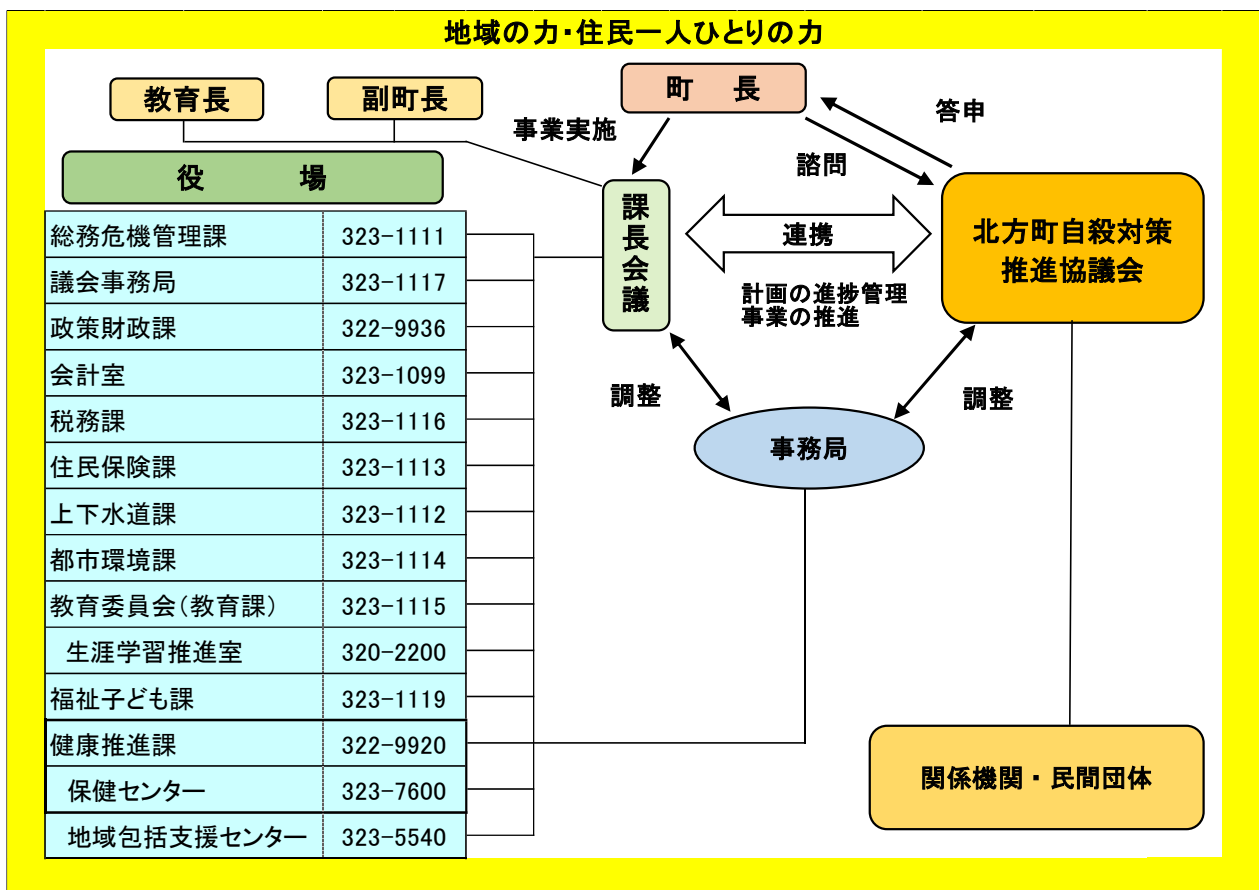 地域の力・住民一人ひとりの力
教育長
副町長
町　長
答申
事業実施
諮問
役　場
課長会議
連携
北方町自殺対策
推進協議会
計画の進捗管理
事業の推進
調整
調整
事務局
関係機関・民間団体
総務危機管理課 323-1111
議会事務局 323-1117
政策財政課 322-9936
会計室 323-1099
税務課 323-1116
住民保険課 323-1113
上下水道課 323-1112
都市環境課 323-1114
教育委員会(教育課) 323-1115
生涯学習推進室 320-2200
福祉子ども課 323-1119
健康推進課 322-9920
保健センター 323-7600
地域包括支援センター 323-5540